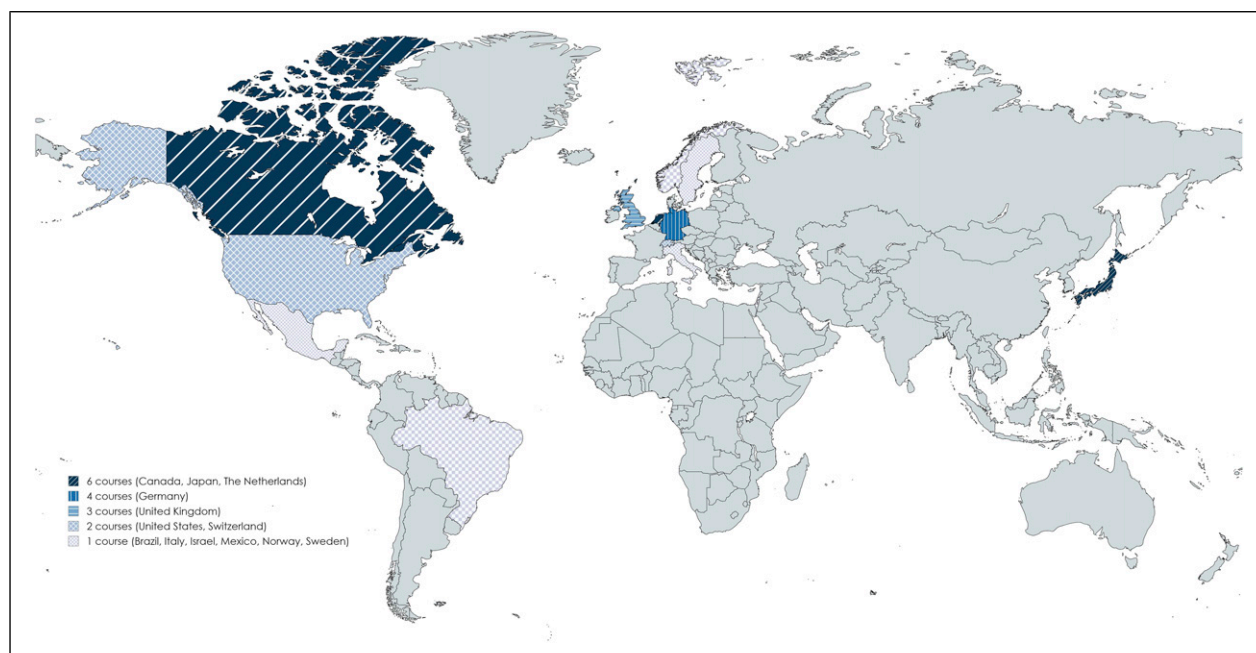 6 courses (Canada, Japan, The Netherlands)
4 courses (Germany)
3 courses (United Kingdom)
2 courses (United States, Switzerland)
1 course (Brazil, Italy, Israel, Mexico, Norway, Sweden)